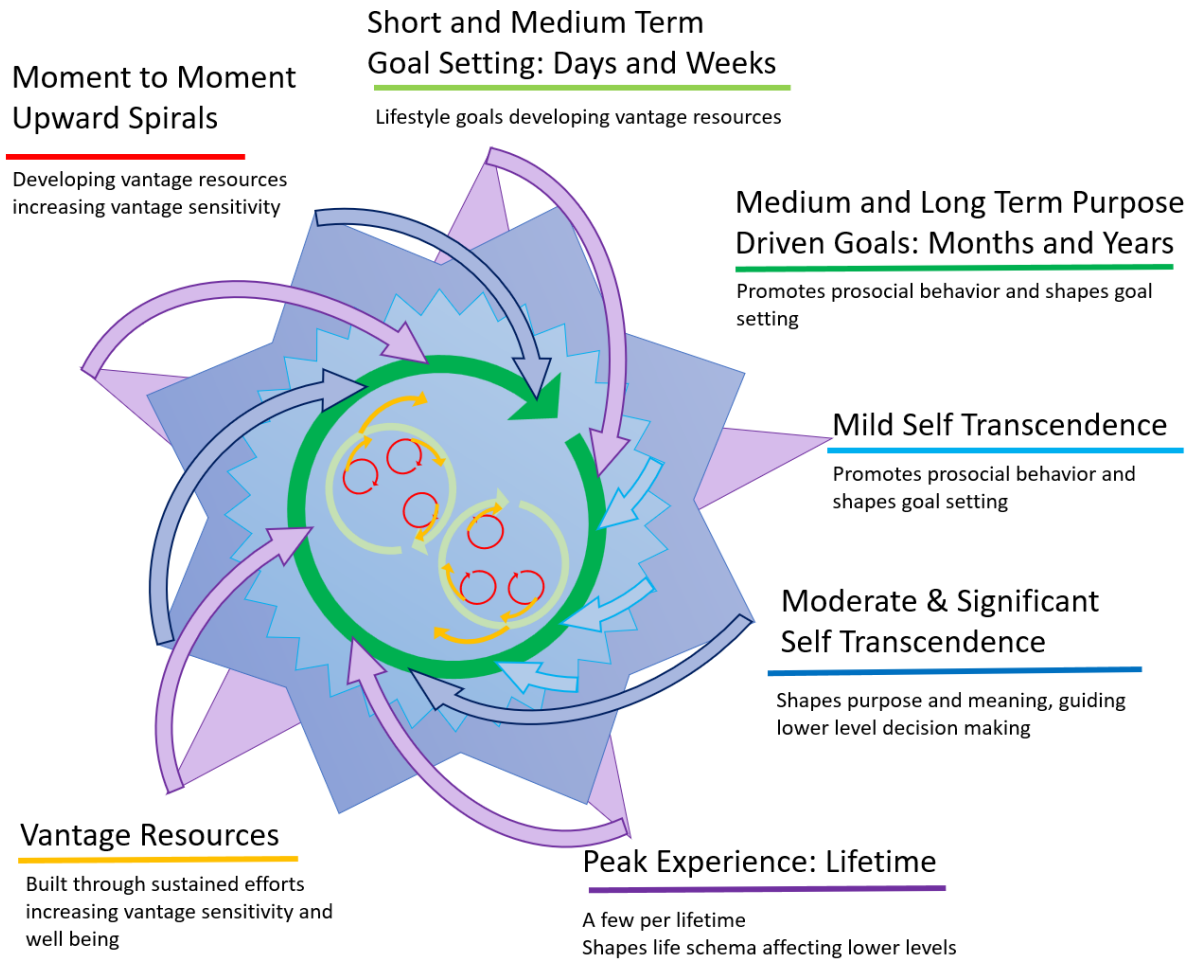 Short and Medium Term
Goal Setting: Days and Weeks
Lifestyle goals developing vantage resources
Moment to Moment
Upward Spirals
Developing vantage resources
increasing vantage sensitivity
Medium and Long Term Purpose
Driven Goals: Months and Years
Promotes prosocial behavior and shapes goal
setting
Mild Self Transcendence
Promotes prosocial behavior and
shapes goal setting
Moderate & Significant
Self Transcendence
Shapes purpose and meaning, guiding
lower level decision making
Vantage Resources
Built through sustained efforts
increasing vantage sensitivity and
well being
Peak Experience: Lifetime
A few per lifetime
Shapes life schema affecting lower levels